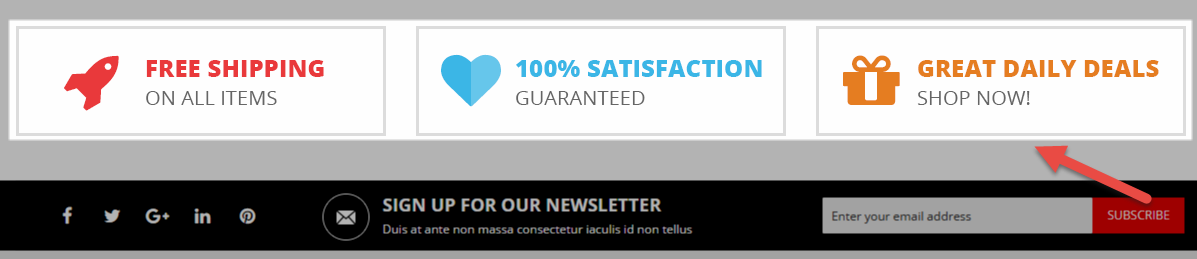 FREE SHIPPING
ON ALL ITEMS
100% SATISFACTION
GUARANTEED
GREAT DAILY DEALS
SHOP NOW!
SIGN UP FOR OUR NEWSLETTER
Duis at ante non massa consectetur iaculis id non tellus
Enter your email address
SUBSCRIBE